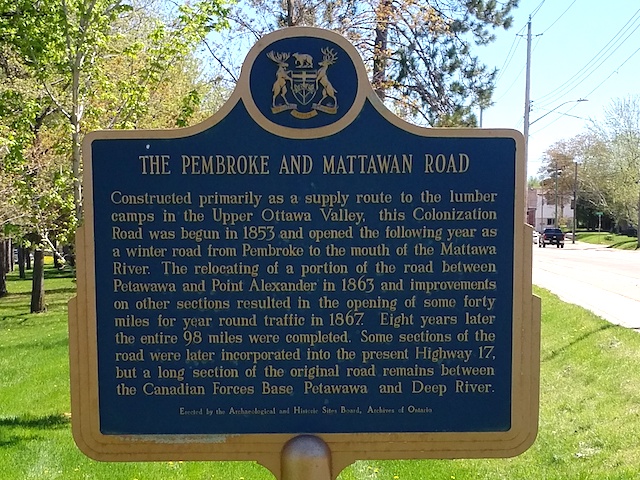 THE PEMBROKE AND MATTAWAN ROAD
Constructed primarily as a supply route to the lumber
camps in the Upper Ottawa Valley, this Colonization
Road was begun in 1853 and opened the following year as
a winter road from Pembroke to the mouth of the Mattawa
River. The relocating of a portion of the road between
Petawawa and Point Alexander in 1863 and improvements
on other sections resulted in the opening of some forty
miles for year round traffic in 1867. Eight years later
the entire 98 miles were completed. Some sections of the
road were later incorporated into the present Highway 17,
but a long section of the original road remains between
the Canadian Forces Base Petawawa and Deep River.
Erected by the Archaeological and Historic Sites Board, Archives of Ontario